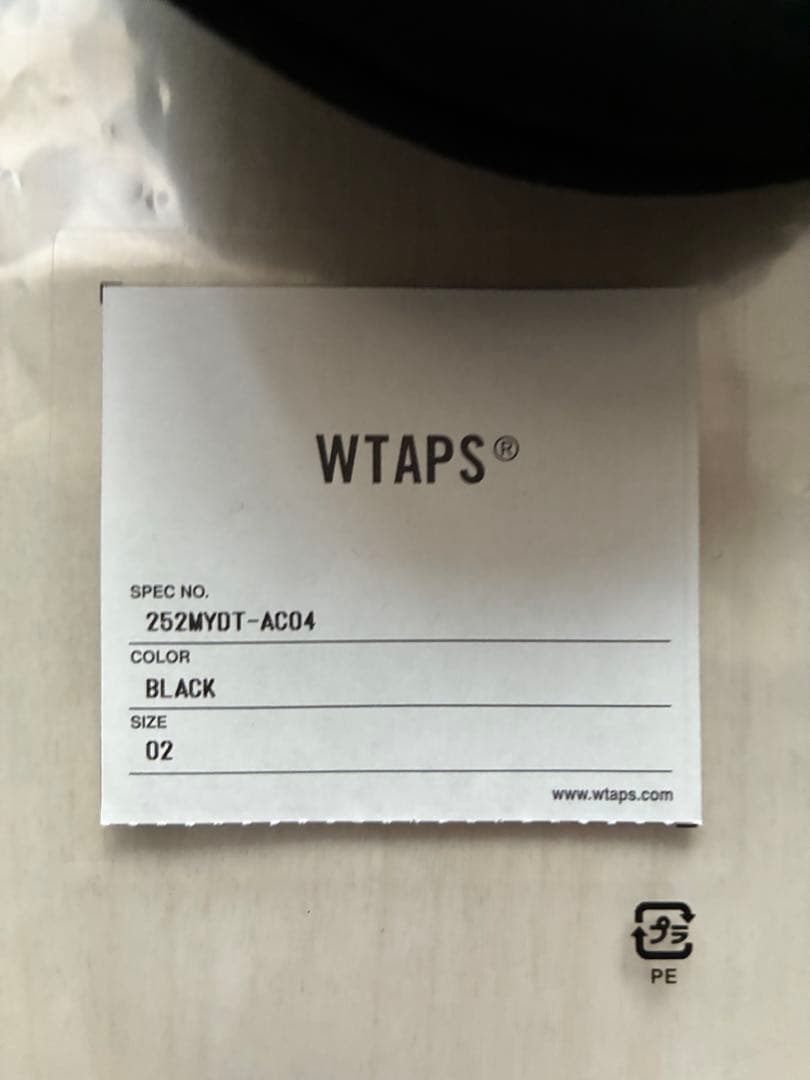 WTAPS®
SPEC NO.
252MYDT-AC04
COLOR
BLACK
SIZE
02
www.wtaps.com
プラ
PE